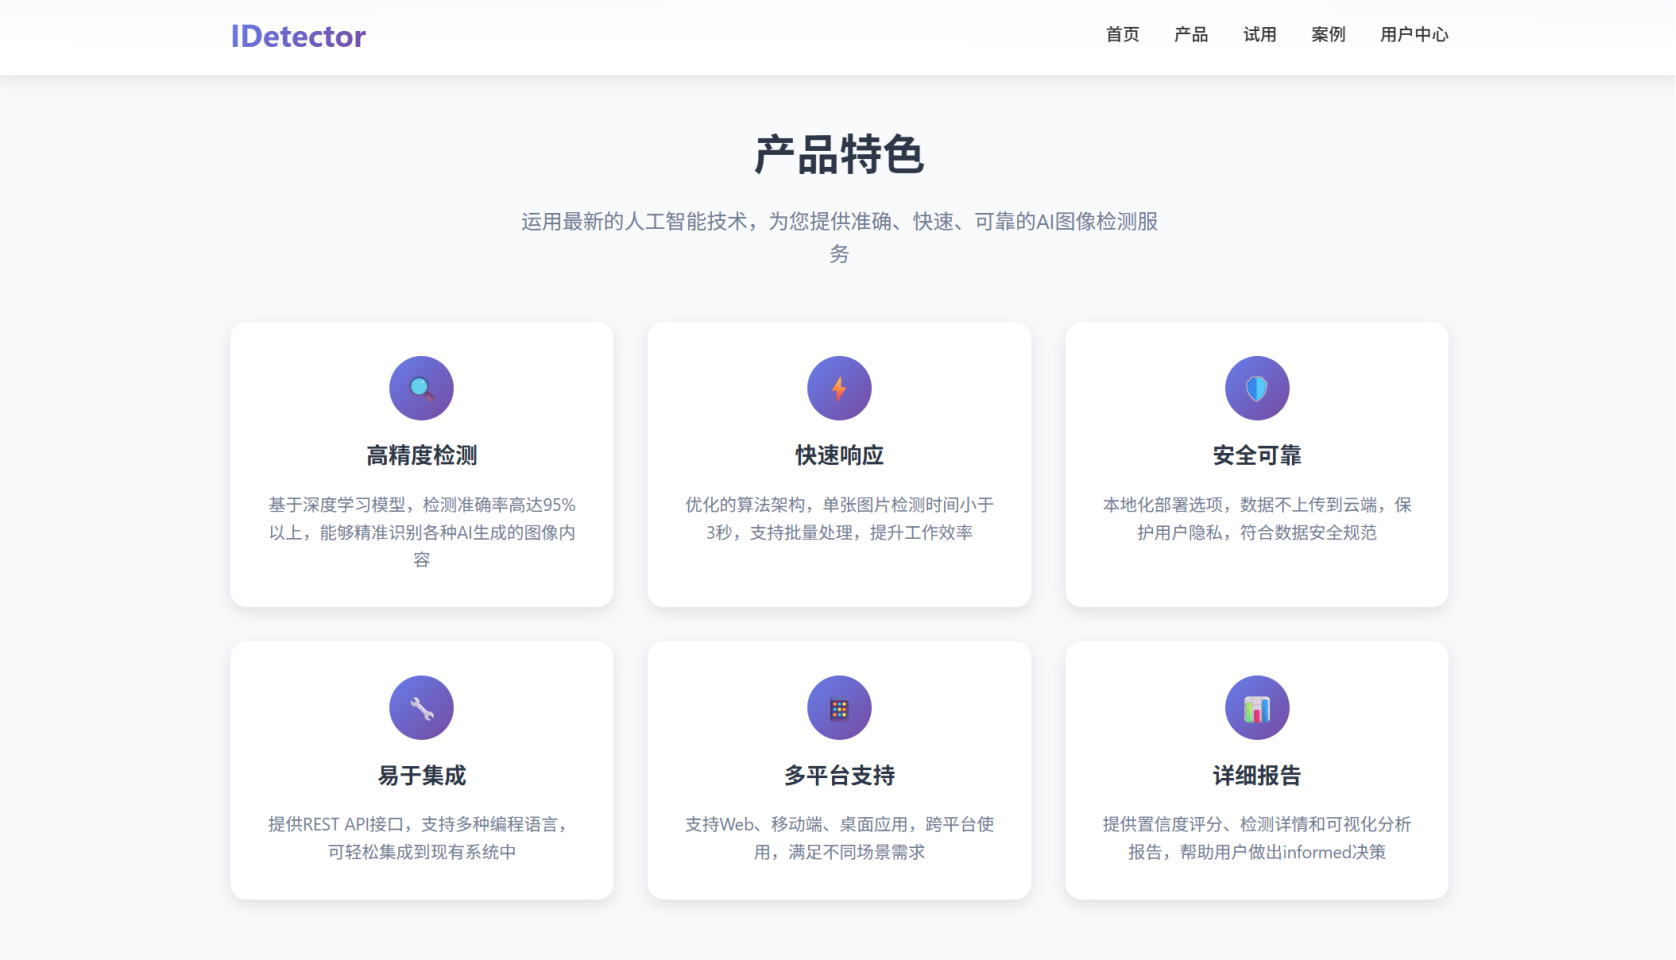 IDetector
首页 产品 试用 案例 用户中心
产品特色
运用最新的人工智能技术，为您提供准确、快速、可靠的AI图像检测服
务
高精度检测
基于深度学习模型，检测准确率高达95%
以上，能够精准识别各种AI生成的图像内
容
快速响应
优化的算法架构，单张图片检测时间小于
3秒，支持批量处理，提升工作效率
安全可靠
本地化部署选项，数据不上传到云端，保
护用户隐私，符合数据安全规范
易于集成
提供REST API接口，支持多种编程语言，
可轻松集成到现有系统中
多平台支持
支持Web、移动端、桌面应用，跨平台使
用，满足不同场景需求
详细报告
提供置信度评分、检测详情和可视化分析
报告，帮助用户做出informed决策